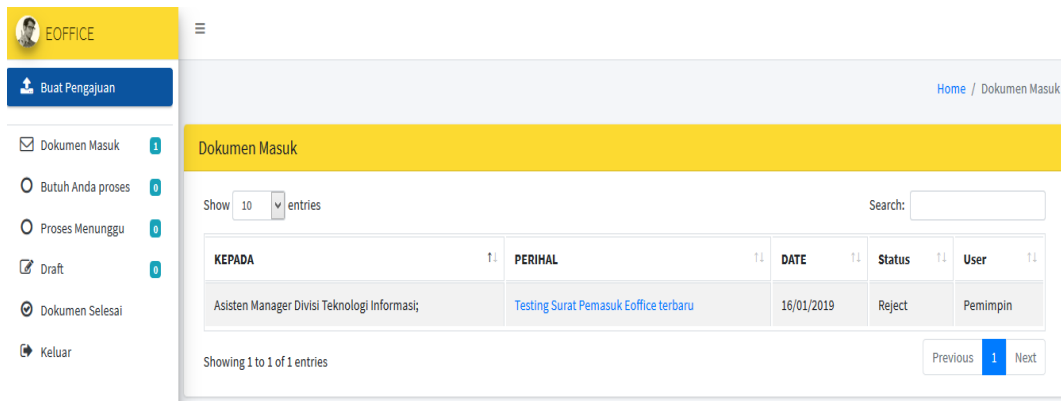 EOFFICE
Buat Pengajuan
Dokumen Masuk 1
Butuh Anda proses 0
Proses Menunggu 0
Draft 0
Dokumen Selesai
Keluar
Home / Dokumen Masuk
Dokumen Masuk
Show 10 entries Search:
KEPADA PERIHAL DATE Status User
Asisten Manager Divisi Teknologi Informasi; Testing Surat Pemasuk Eoffice terbaru 16/01/2019 Reject Pemimpin
Showing 1 to 1 of 1 entries Previous 1 Next